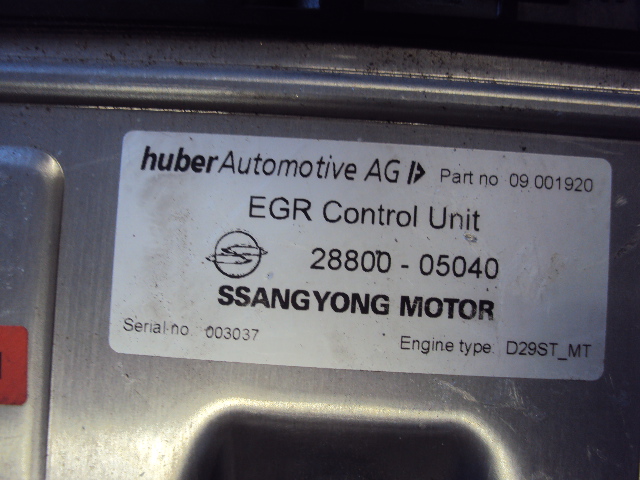 huber Automotive AG Part no 09 001920
EGR Control Unit
28800 - 05040
SSANGYONG MOTOR
Serial no. 003037 Engine type. D29ST_MT